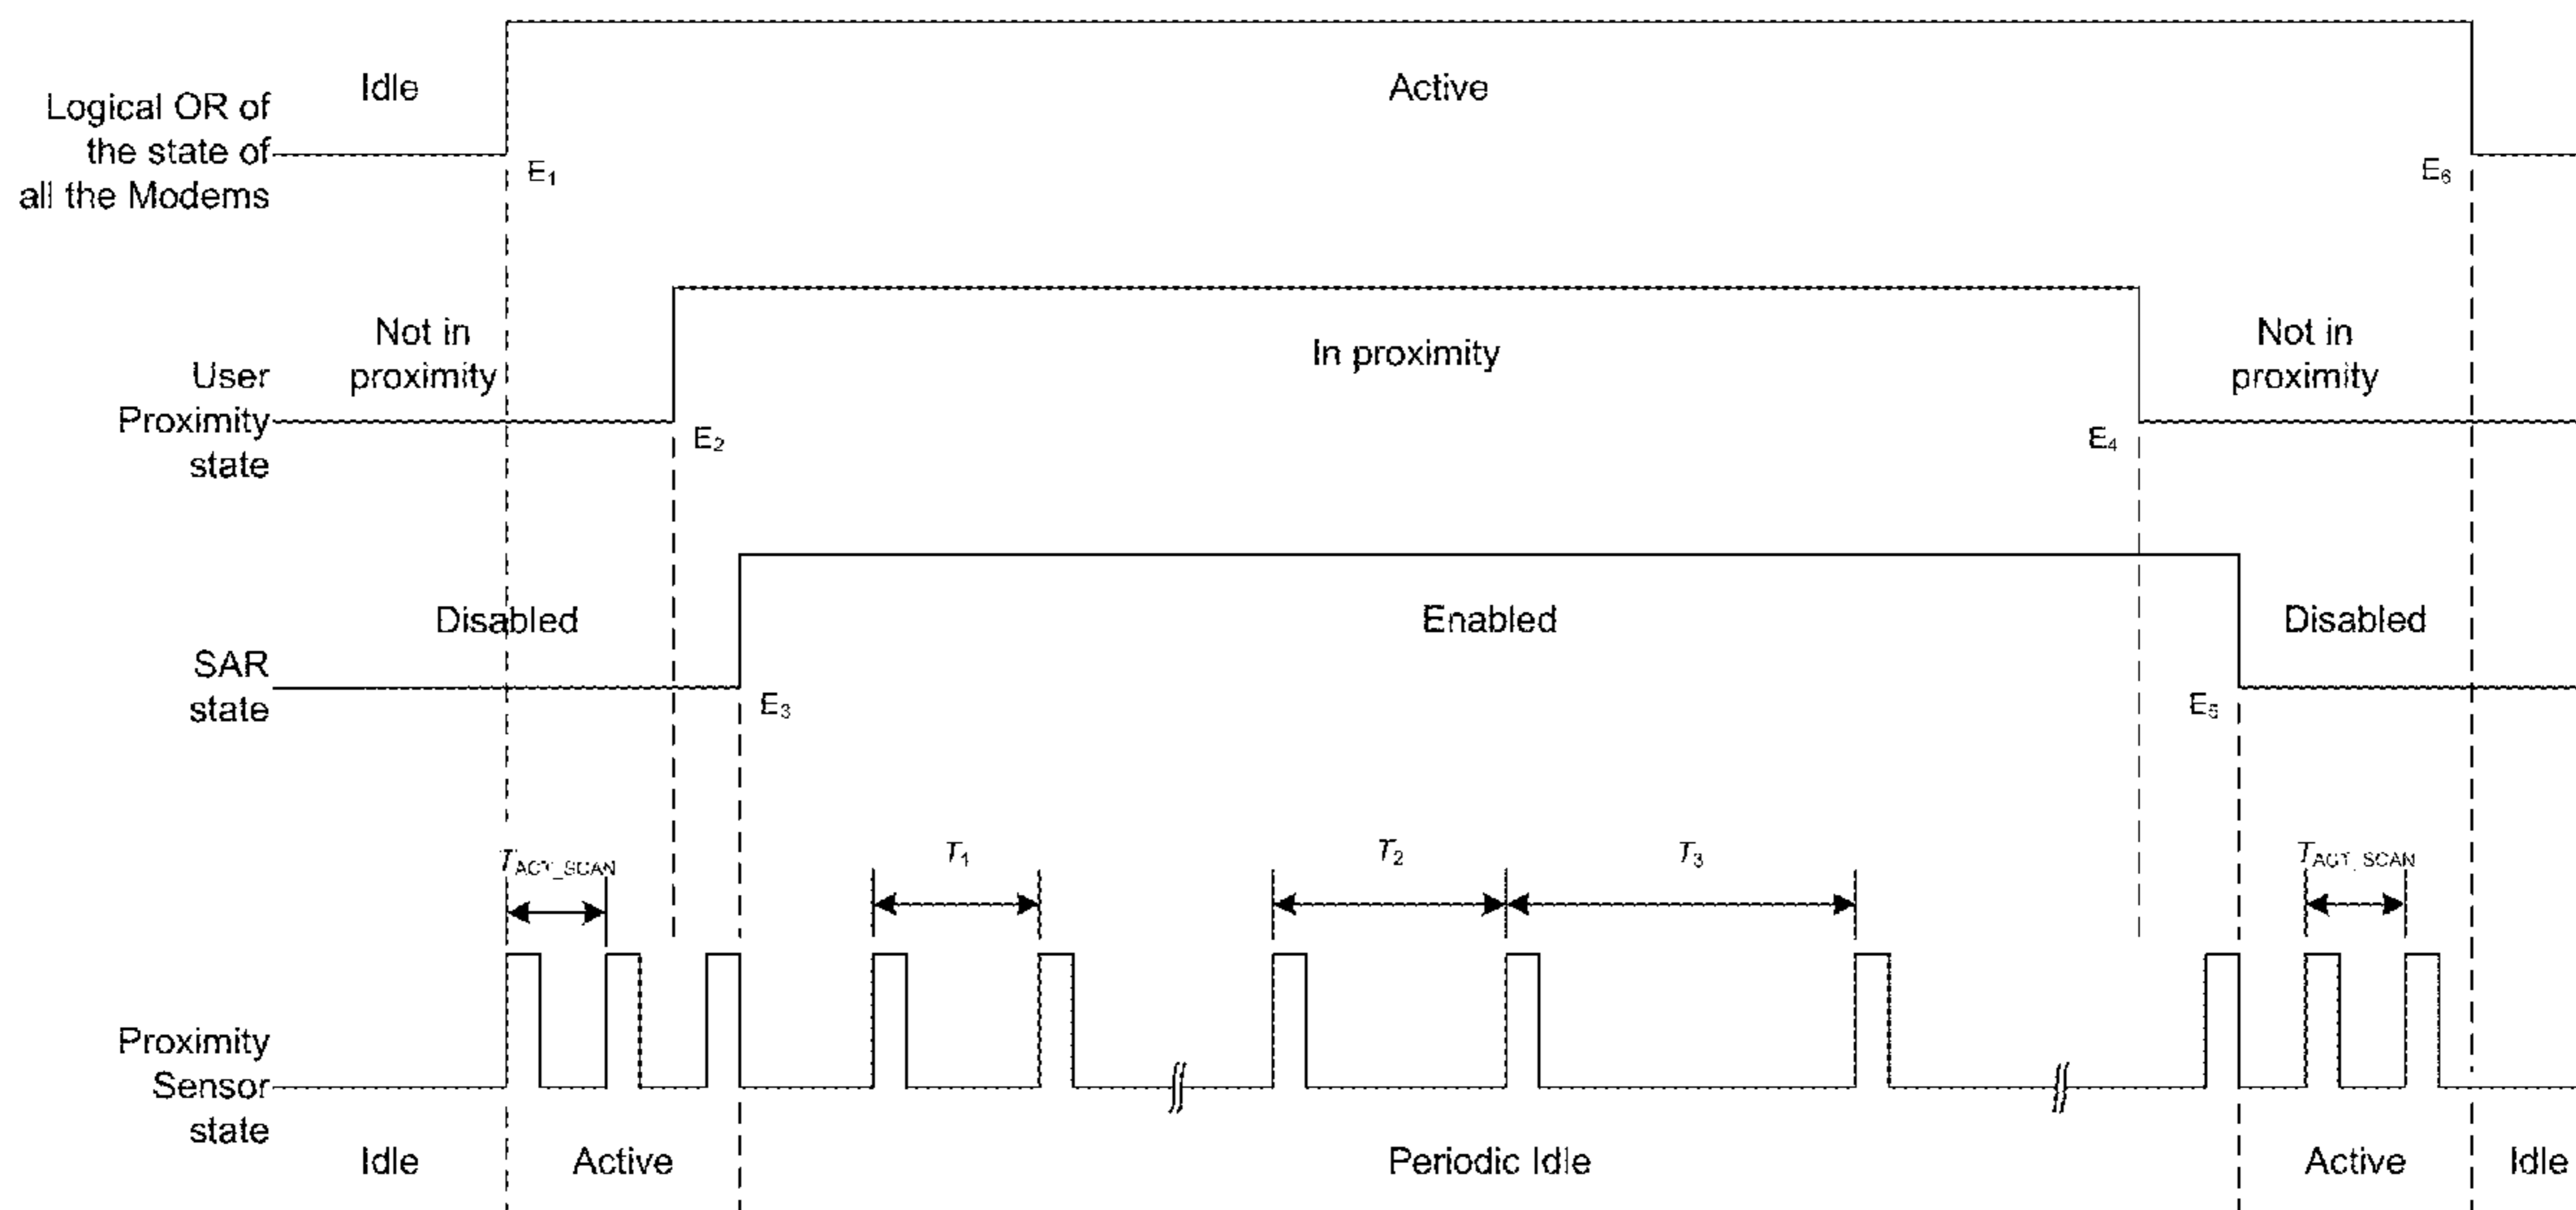 Idle
Active
Logical OR of
the state of
all the Modems
E1
E6
Not in
proximity
In proximity
Not in
proximity
User
Proximity
state
E2
E4
Disabled
Enabled
Disabled
SAR
state
E3
E5
TACT_SCAN
T1
T2
T3
TACT_SCAN
Proximity
Sensor
state
Idle
Active
Periodic Idle
Active
Idle